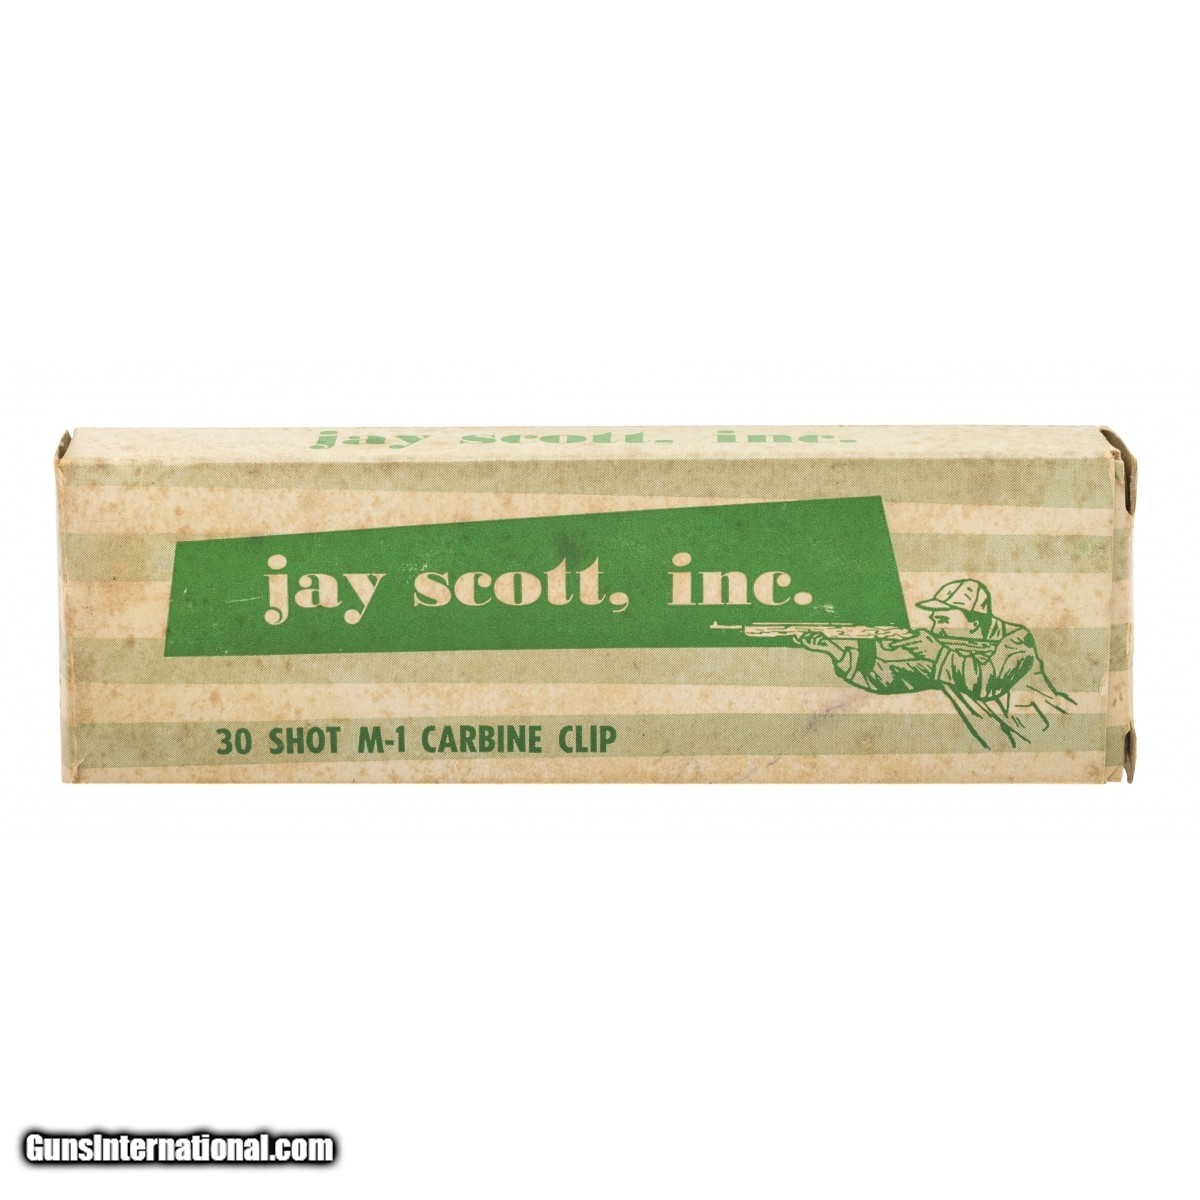 jay scott, inc.
jay scott, inc.
30 SHOT M-1 CARBINE CLIP
GunsInternational.com